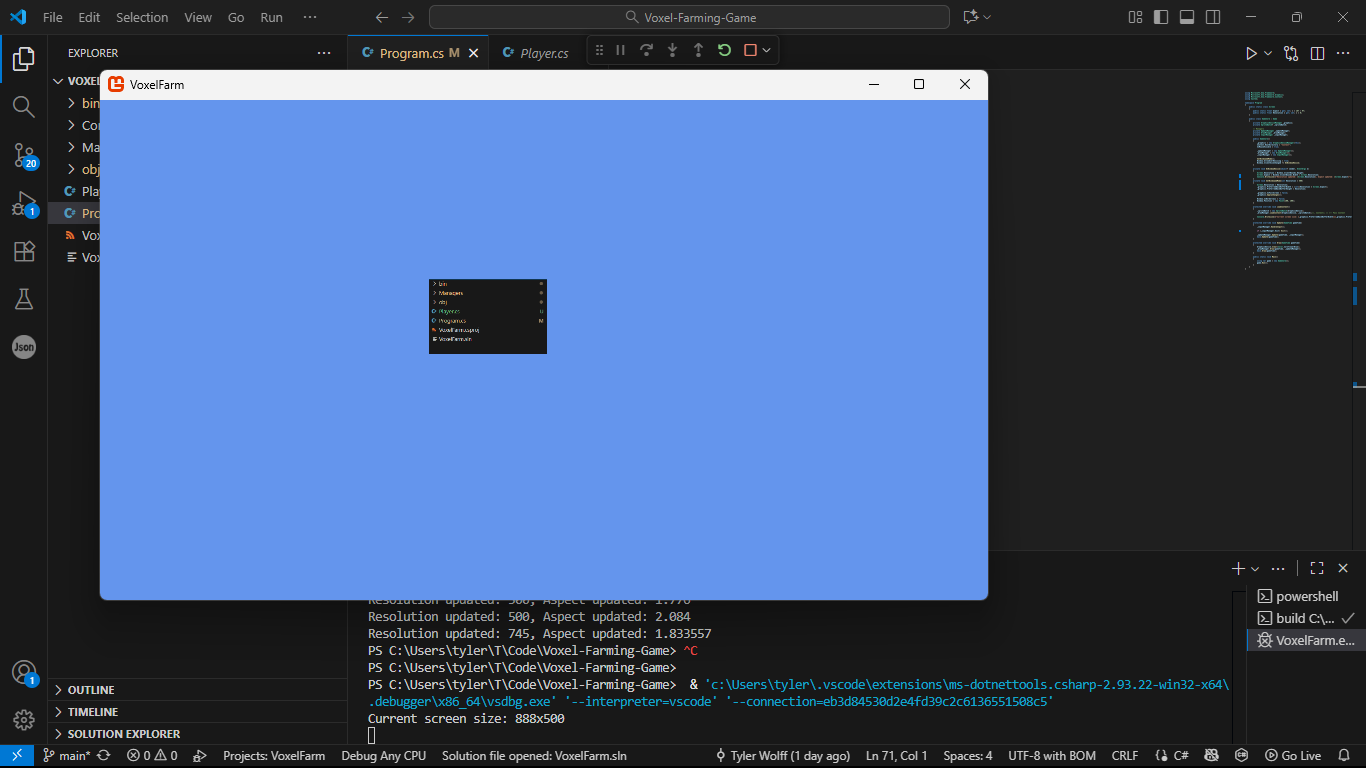 File Edit Selection View Go Run ···
Voxel-Farming-Game
EXPLORER
Program.cs M
Player.cs
VOXEL
bin
Co
Ma
obj
Pla
Pro
Vox
Vox
20
1
Json
VoxelFarm
bin
Managers
obj
Player.cs U
Program.cs M
VoxelFarm.csproj
VoxelFarm.sln
Resolution updated: 500, Aspect updated: 1.776
Resolution updated: 500, Aspect updated: 2.084
Resolution updated: 745, Aspect updated: 1.833557
PS C:\Users\tyler\T\Code\Voxel-Farming-Game> ^C
PS C:\Users\tyler\T\Code\Voxel-Farming-Game>
PS C:\Users\tyler\T\Code\Voxel-Farming-Game> & 'c:\Users\tyler\.vscode\extensions\ms-dotnettools.csharp-2.93.22-win32-x64\
.debugger\x86_64\vsdbg.exe' '--interpreter=vscode' '--connection=eb3d84530d2e4fd39c2c6136551508c5'
Current screen size: 888x500
powershell
build C:\...
VoxelFarm.e...
1
OUTLINE
TIMELINE
SOLUTION EXPLORER
main* 0 0 Projects: VoxelFarm Debug Any CPU Solution file opened: VoxelFarm.sln Tyler Wolff (1 day ago) Ln 71, Col 1 Spaces: 4 UTF-8 with BOM CRLF C# Go Live